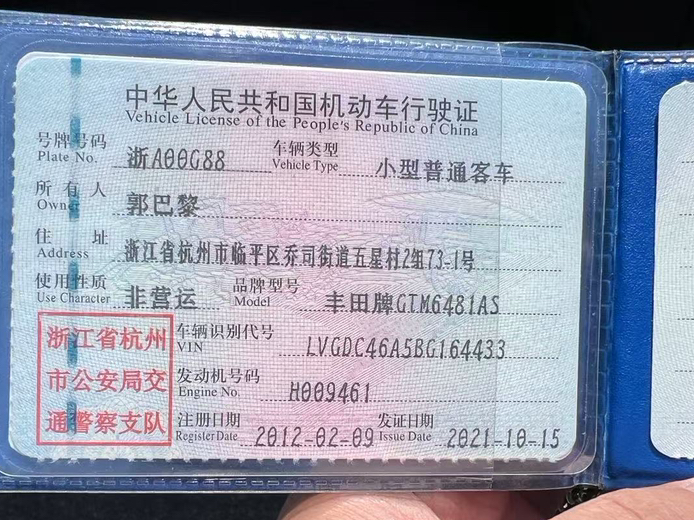 中华人民共和国机动车行驶证
Vehicle License of the People's Republic of China
号牌号码 浙A00G88 车辆类型 小型普通客车
Plate No. Vehicle Type
所有人 郭巴黎
Owner
住址 浙江省杭州市临平区乔司街道五星村2组73-1号
Address
使用性质 非营运 品牌型号 丰田牌GTM6481AS
Use Character Model
浙江省杭州
市公安局交
通警察支队
车辆识别代号 LVGDC46A5BG164433
VIN
发动机号码 H009461
Engine No.
注册日期 2012-02-09 发证日期 2021-10-15
Register Date Issue Date